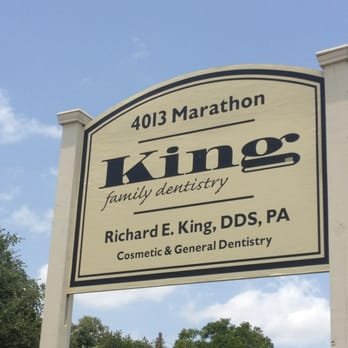 4013 Marathon
King
family dentistry
Richard E. King, DDS, PA
Cosmetic & General Dentistry